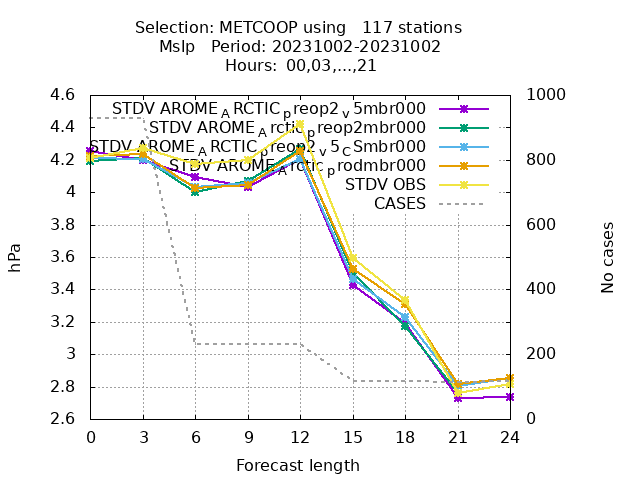 Selection: METCOOP using   117 stations
Mslp   Period: 20231002-20231002
Hours:  00,03,...,21
STDV AROME_ARCTIC_preop2_v5mbr000
STDV AROME_Arctic_preop2mbr000
STDV AROME_ARCTIC_preop2_v5_CSmbr000
STDV AROME_Arctic_prodmbr000
STDV OBS
CASES
4.6
4.4
4.2
4
3.8
3.6
3.4
3.2
3
2.8
2.6
1000
800
600
400
200
0
hPa
No cases
0 3 6 9 12 15 18 21 24
Forecast length